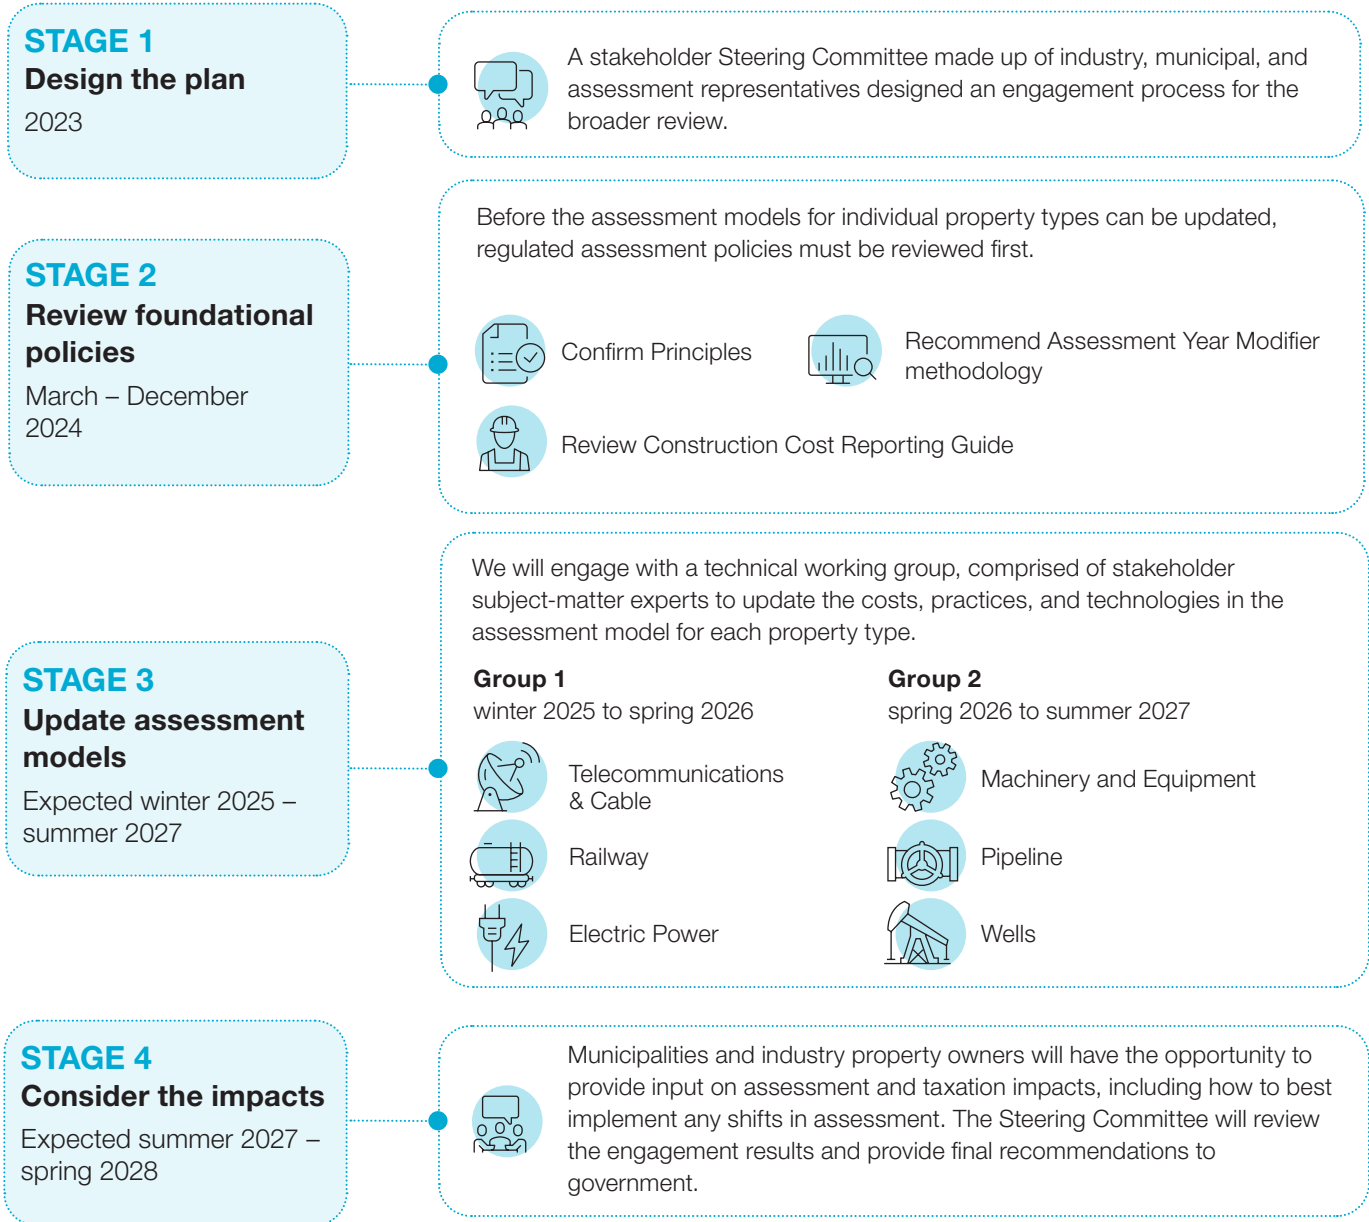 STAGE 1
Design the plan
2023
A stakeholder Steering Committee made up of industry, municipal, and
assessment representatives designed an engagement process for the
broader review.
STAGE 2
Review foundational
policies
March – December
2024
Before the assessment models for individual property types can be updated,
regulated assessment policies must be reviewed first.
Confirm Principles
Recommend Assessment Year Modifier
methodology
Review Construction Cost Reporting Guide
STAGE 3
Update assessment
models
Expected winter 2025 –
summer 2027
We will engage with a technical working group, comprised of stakeholder
subject-matter experts to update the costs, practices, and technologies in the
assessment model for each property type.
Group 1
winter 2025 to spring 2026
Telecommunications
& Cable
Railway
Electric Power
Group 2
spring 2026 to summer 2027
Machinery and Equipment
Pipeline
Wells
STAGE 4
Consider the impacts
Expected summer 2027 –
spring 2028
Municipalities and industry property owners will have the opportunity to
provide input on assessment and taxation impacts, including how to best
implement any shifts in assessment. The Steering Committee will review
the engagement results and provide final recommendations to
government.